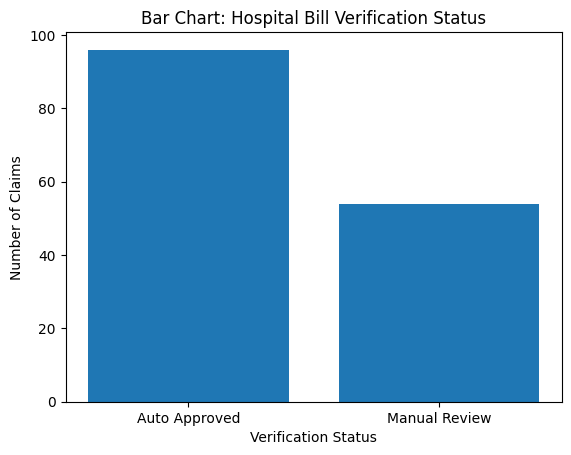 Bar Chart: Hospital Bill Verification Status
100
80
60
40
20
0
Number of Claims
Auto Approved
Manual Review
Verification Status